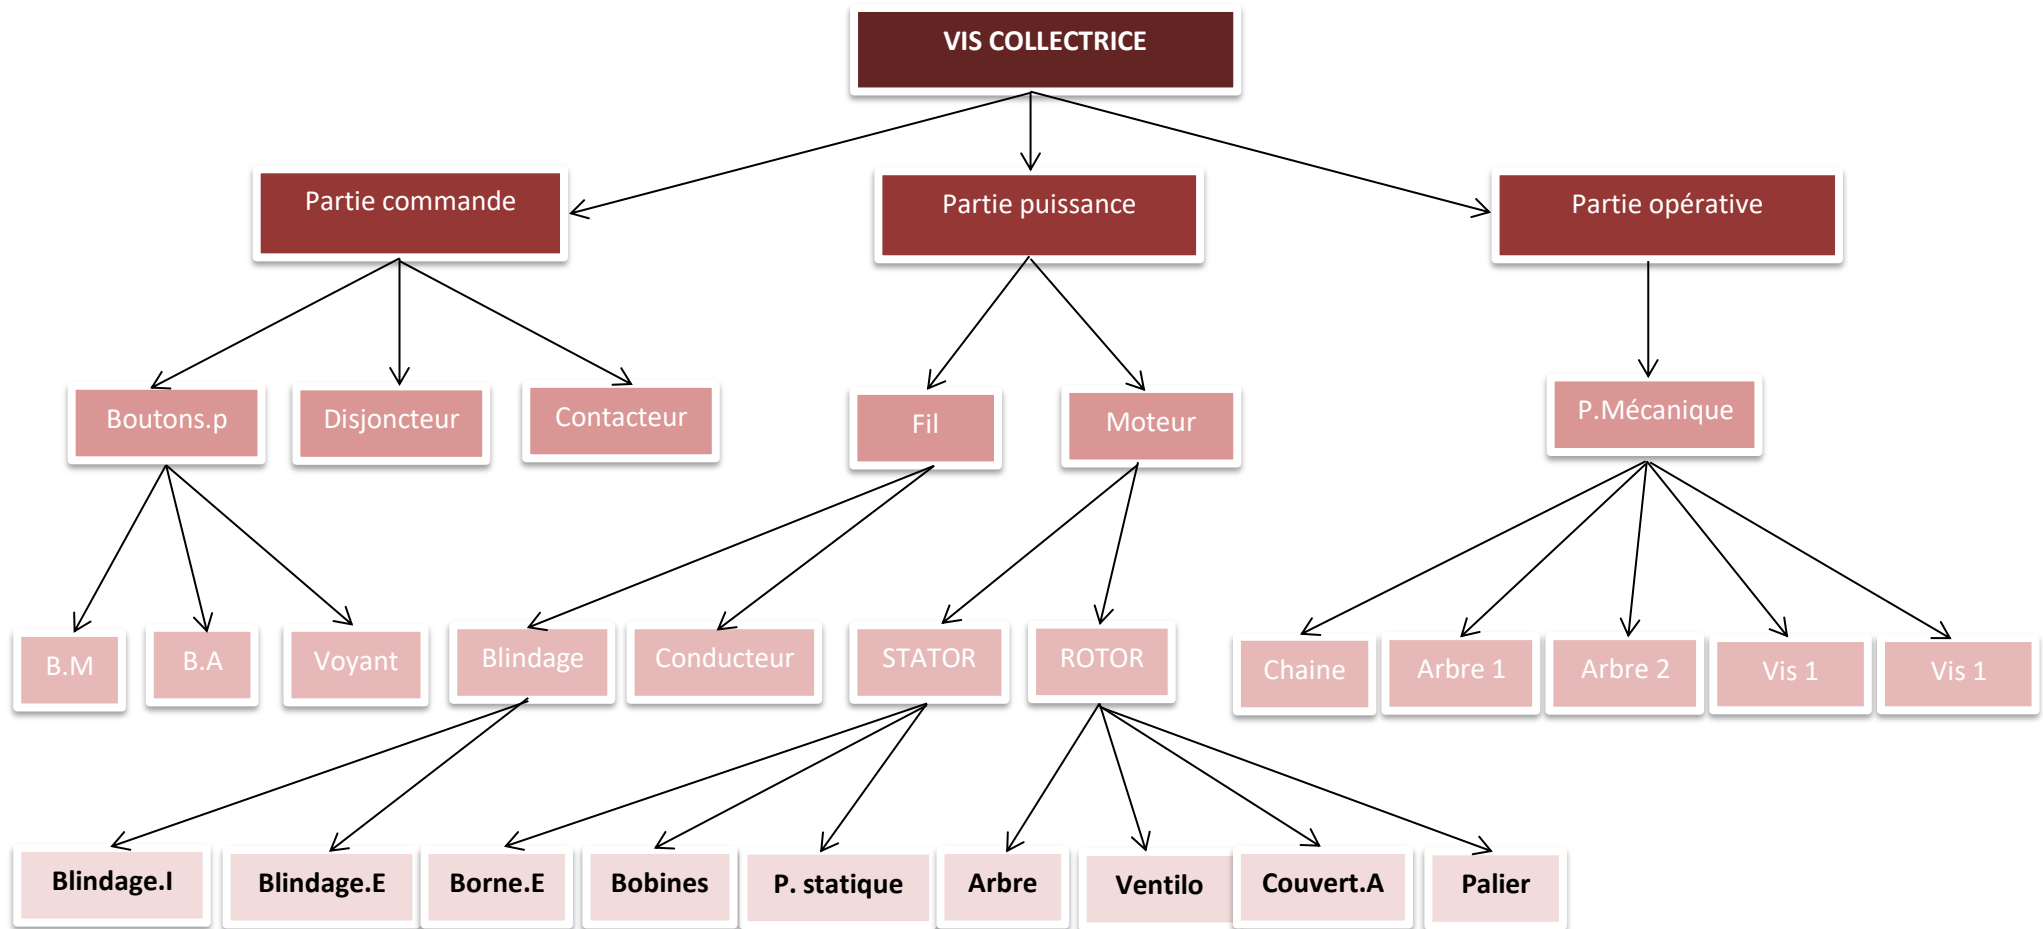 VIS COLLECTRICE
Partie commande
Partie puissance
Partie opérative
Boutons.p
Disjoncteur
Contacteur
Fil
Moteur
P.Mécanique
B.M
B.A
Voyant
Blindage
Conducteur
STATOR
ROTOR
Chaine
Arbre 1
Arbre 2
Vis 1
Vis 1
Blindage.I
Blindage.E
Borne.E
Bobines
P. statique
Arbre
Ventilo
Couvert.A
Palier